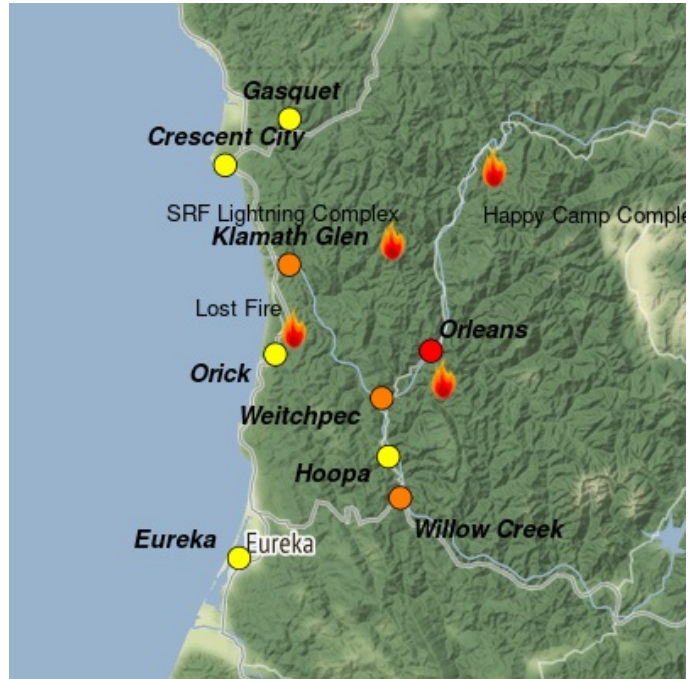 Gasquet
Crescent City
SRF Lightning Complex
Happy Camp Comple
Klamath Glen
Lost Fire
Orleans
Orick
Weitchpec
Hoopa
Willow Creek
Eureka
Eureka